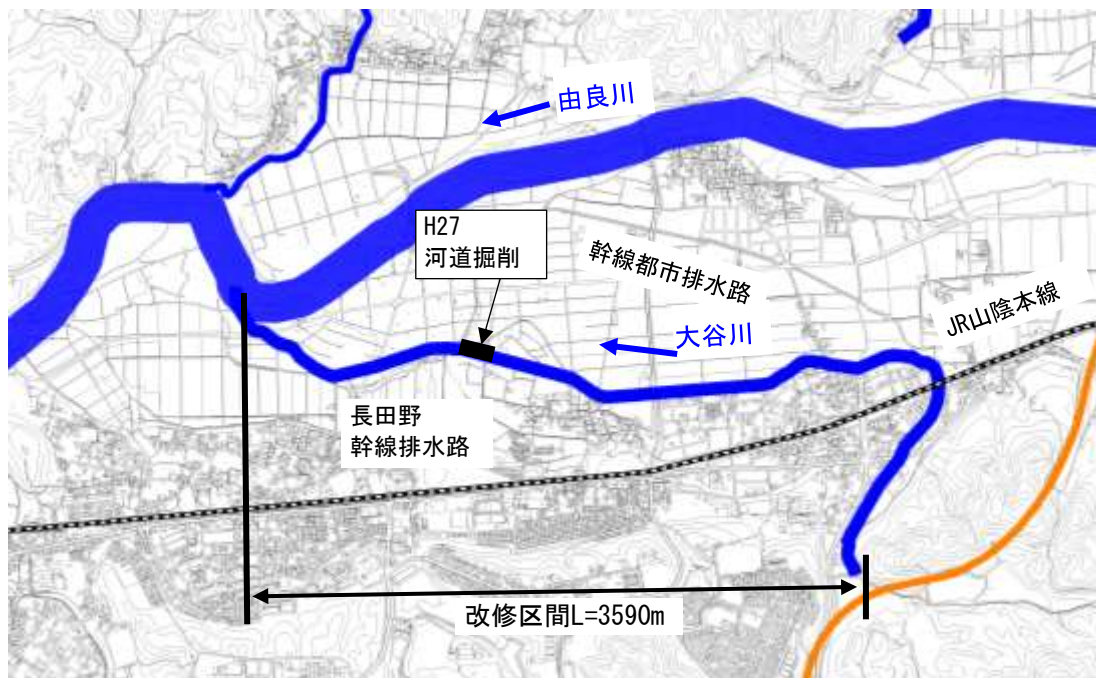 由良川
H27
河道掘削
幹線都市排水路
JR山陰本線
大谷川
長田野
幹線排水路
改修区間L=3590m